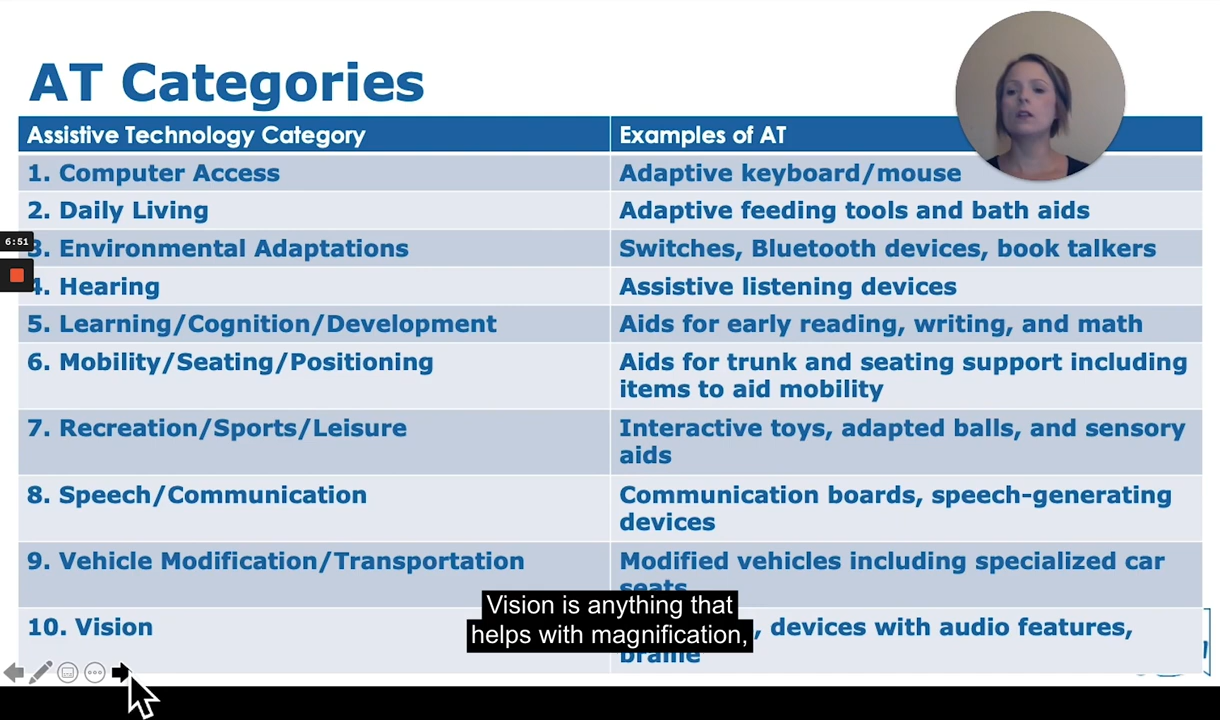 AT Categories
Assistive Technology Category Examples of AT
1. Computer Access Adaptive keyboard/mouse
2. Daily Living Adaptive feeding tools and bath aids
6:51
3. Environmental Adaptations Switches, Bluetooth devices, book talkers
4. Hearing Assistive listening devices
5. Learning/Cognition/Development Aids for early reading, writing, and math
6. Mobility/Seating/Positioning Aids for trunk and seating support including
items to aid mobility
7. Recreation/Sports/Leisure Interactive toys, adapted balls, and sensory
aids
8. Speech/Communication Communication boards, speech-generating
devices
9. Vehicle Modification/Transportation Modified vehicles including specialized car
seats
Vision is anything that
helps with magnification,
10. Vision , devices with audio features,
braille